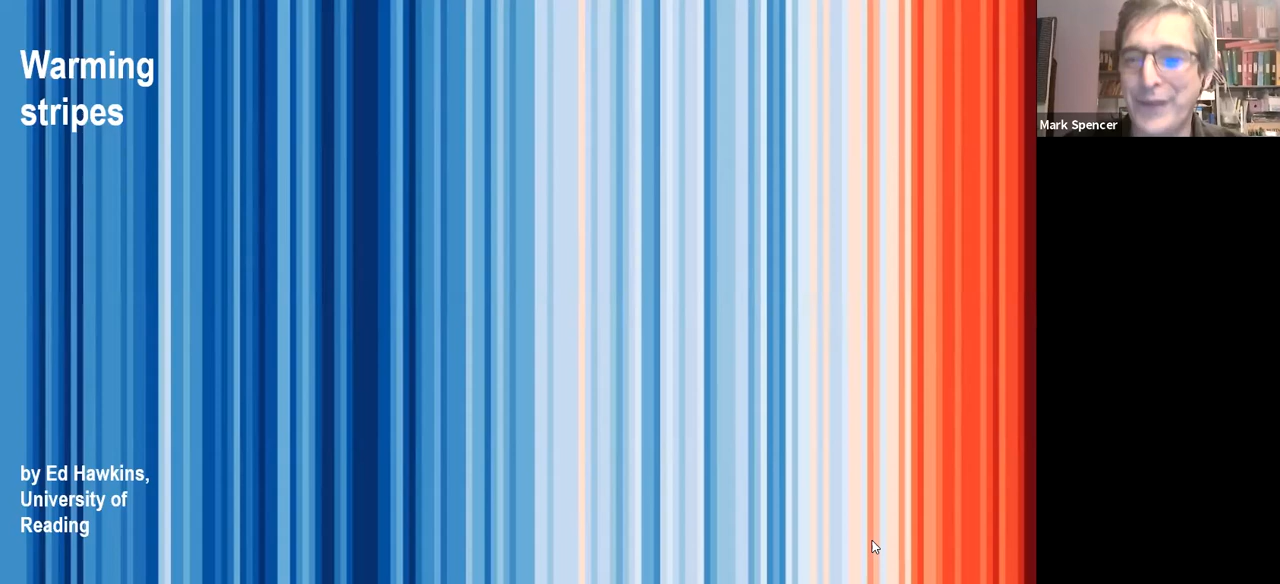 Warming
stripes
Mark Spencer
by Ed Hawkins,
University of
Reading